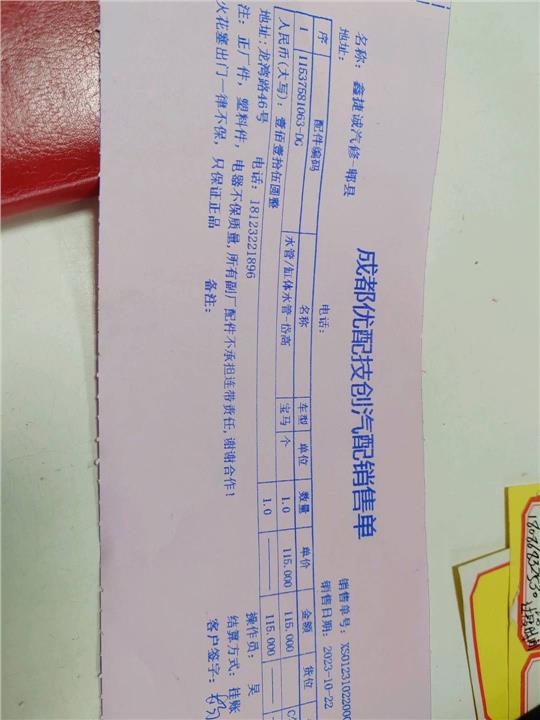 成都优配技创汽配销售单
名称： 鑫捷诚汽修-郫县
销售单号： XS01231022000
地址：
电话：
销售日期： 2023-10-22
序 配件编码 名称 车型 单位 数量 单价 金额 货位
1 11537581063-DG 水管/缸体水管-岱高 宝马 个 1.0 115.000 115.000
人民币(大写)：壹佰壹拾伍圆整 1.0 115.000
地址：龙湾路46号 电话：18123221896 操作员： 吴
注： 正厂件，塑料件，电器不保质量,所有副厂配件不承担连带责任,谢谢合作! 结算方式： 挂账
火花塞出门一律不保，只保证正品 备注： 客户签字：